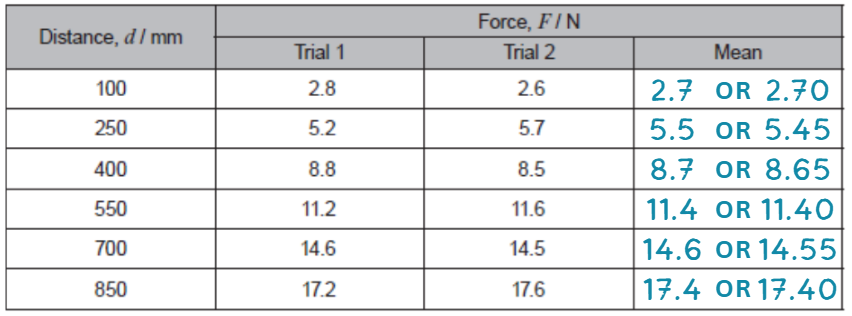 Distance, d / mm Force, F / N
Trial 1 Trial 2 Mean
100 2.8 2.6 2.7 OR 2.70
250 5.2 5.7 5.5 OR 5.45
400 8.8 8.5 8.7 OR 8.65
550 11.2 11.6 11.4 OR 11.40
700 14.6 14.5 14.6 OR 14.55
850 17.2 17.6 17.4 OR 17.40